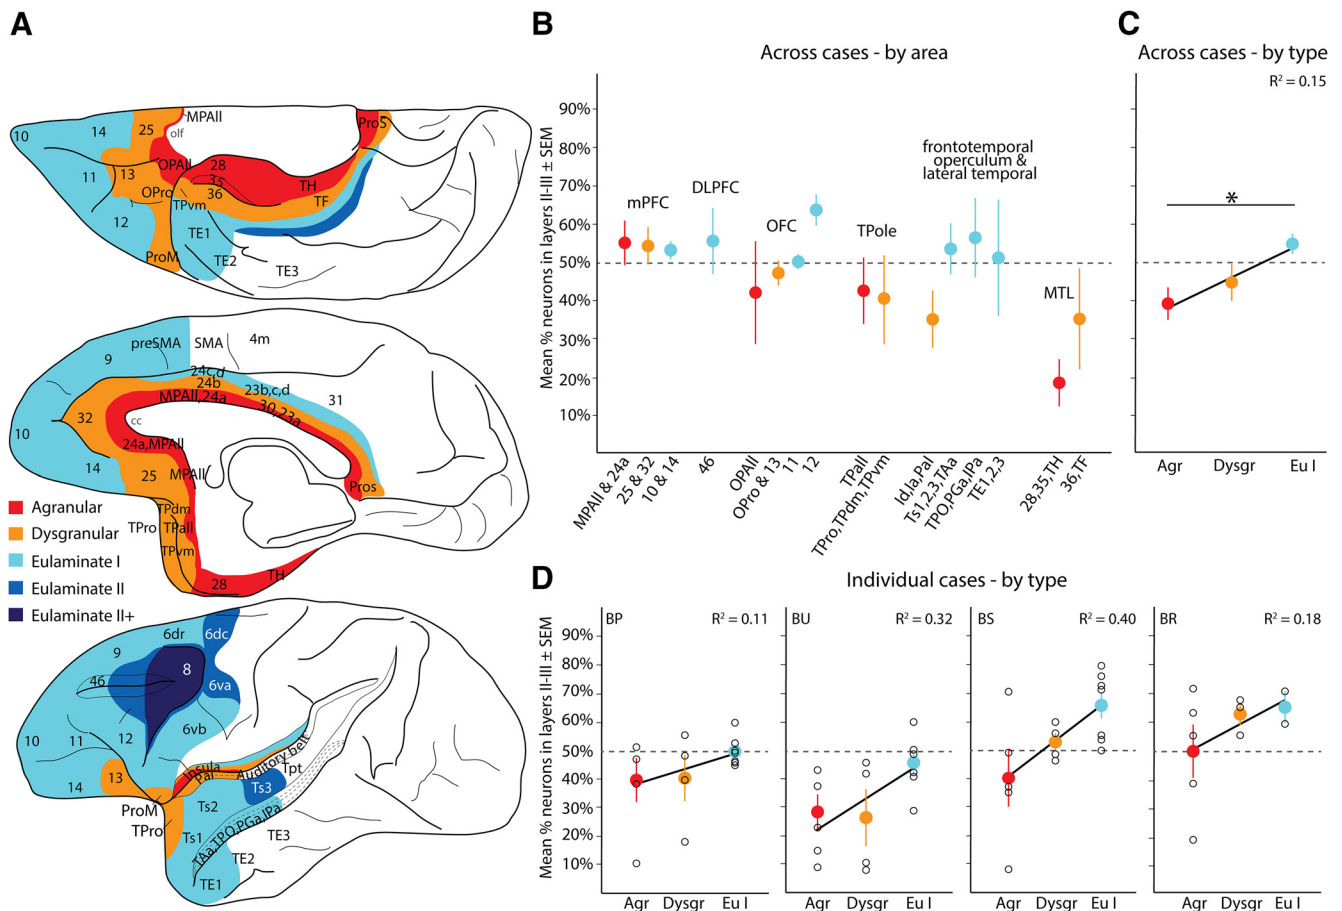 A
MPAll
ProS
10
14
25
olf
OPAll
28
11
13
35
TH
OPro
36
TF
TPvm
12
TE1
ProM
TE2
TE3
preSMA
SMA
4m
9
24c,d
24b
23b,c,d
31
MPAll,24a
30,23a
32
cc
10
24a,MPAll
14
25
MPAll
Pros
TPdm
TPro
TPall
TPvm
28
TH
Agranular
Dysgranular
Eulaminate I
Eulaminate II
Eulaminate II+
6dr
6dc
9
8
46
6va
6vb
10
11
12
Insula
Pal
Auditory belt
Tpt
13
14
Ts3
Ts2
ProM
TPro
Ts1
TAa,TPO,PGa,IPa
TE3
TE2
TE1
B
Across cases - by area
Mean % neurons in layers II-III ± SEM
90%
80%
70%
60%
50%
40%
30%
20%
10%
mPFC
DLPFC
OFC
TPole
frontotemporal
operculum &
lateral temporal
MTL
MPAll & 24a
25 & 32
10 & 14
46
OPAll
OPro & 13
11
12
TPall
TPro,TPdm,TPvm
Id,Ia,Pal
Ts1,2,3,TAa
TPO,PGa,IPa
TE1,2,3
28,35,TH
36,TF
C
Across cases - by type
R² = 0.15
*
Agr Dysgr Eu I
D
Individual cases - by type
Mean % neurons in layers II-III ± SEM
90%
80%
70%
60%
50%
40%
30%
20%
10%
BP R² = 0.11
Agr Dysgr Eu I
BU R² = 0.32
Agr Dysgr Eu I
BS R² = 0.40
Agr Dysgr Eu I
BR R² = 0.18
Agr Dysgr Eu I